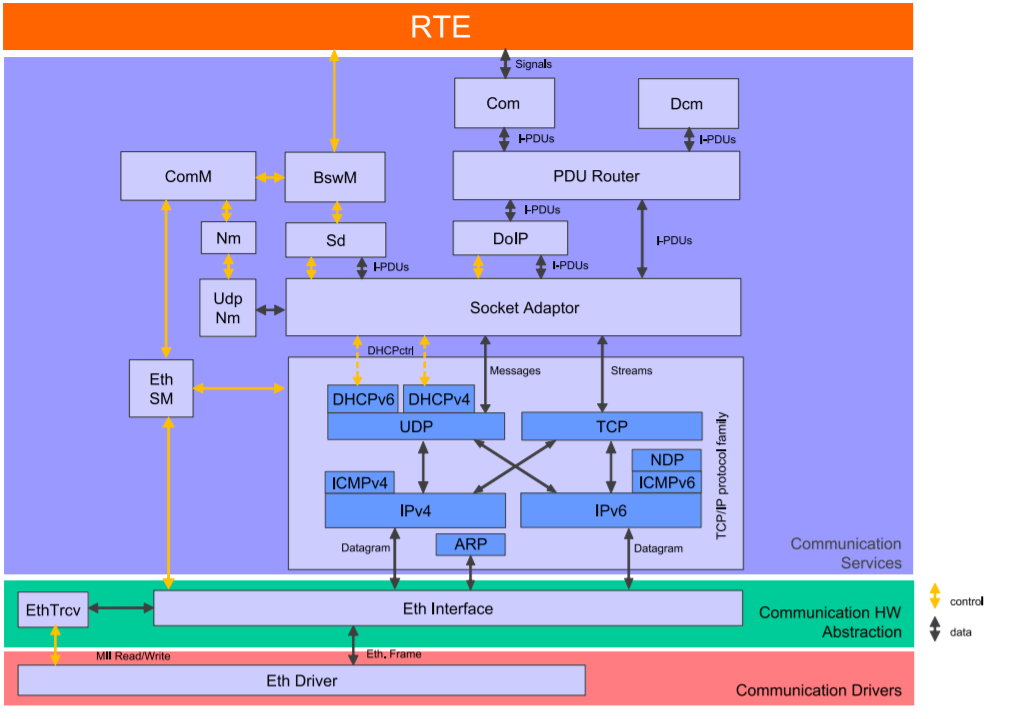 RTE
Signals
Com
Dcm
I-PDUs
I-PDUs
ComM
BswM
PDU Router
I-PDUs
Nm
Sd
DoIP
I-PDUs
I-PDUs
I-PDUs
Udp
Nm
Socket Adaptor
DHCPctrl
Messages
Streams
Eth
SM
DHCPv6
DHCPv4
UDP
TCP
NDP
ICMPv4
ICMPv6
IPv4
IPv6
TCP/IP protocol family
Datagram
ARP
Datagram
Communication
Services
EthTrcv
Eth Interface
Communication HW
Abstraction
control
data
MII Read/Write
Eth. Frame
Eth Driver
Communication Drivers